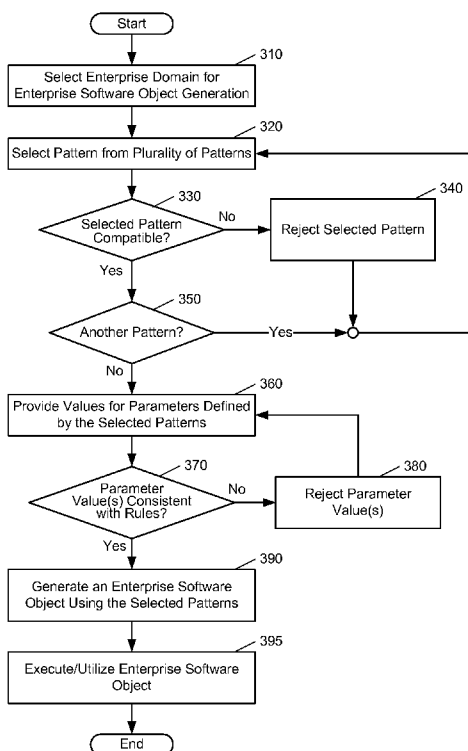 Start
310
Select Enterprise Domain for
Enterprise Software Object Generation
320
Select Pattern from Plurality of Patterns
330
Selected Pattern
Compatible?
No
340
Reject Selected Pattern
Yes
350
Another Pattern?
Yes
No
360
Provide Values for Parameters Defined
by the Selected Patterns
370
Parameter
Value(s) Consistent
with Rules?
No
380
Reject Parameter
Value(s)
Yes
390
Generate an Enterprise Software
Object Using the Selected Patterns
395
Execute/Utilize Enterprise Software
Object
End